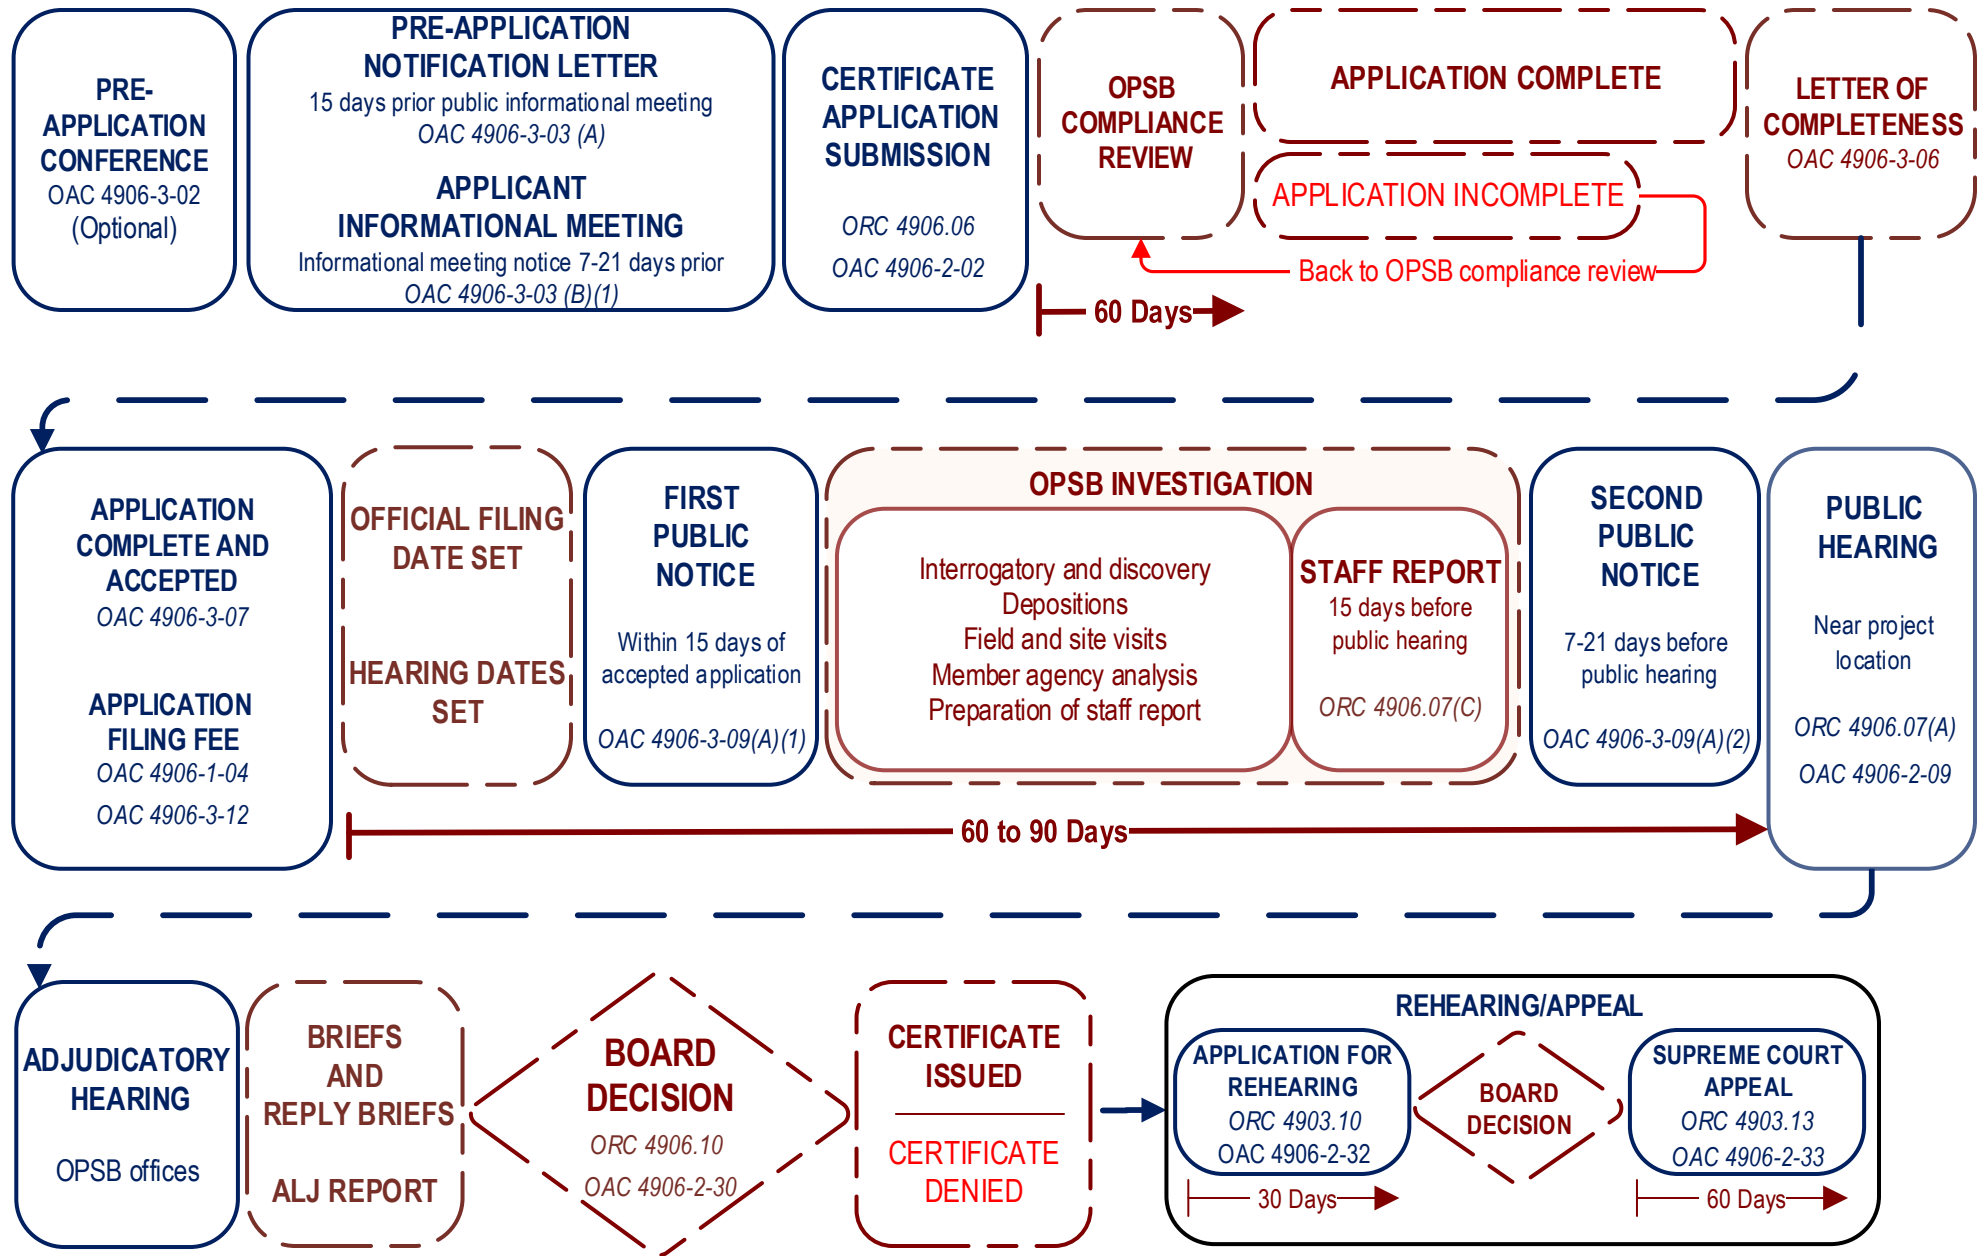 PRE-
APPLICATION
CONFERENCE
OAC 4906-3-02
(Optional)
PRE-APPLICATION
NOTIFICATION LETTER
15 days prior public informational meeting
OAC 4906-3-03 (A)
APPLICANT
INFORMATIONAL MEETING
Informational meeting notice 7-21 days prior
OAC 4906-3-03 (B)(1)
CERTIFICATE
APPLICATION
SUBMISSION
ORC 4906.06
OAC 4906-2-02
OPSB
COMPLIANCE
REVIEW
APPLICATION COMPLETE
APPLICATION INCOMPLETE
Back to OPSB compliance review
60 Days
LETTER OF
COMPLETENESS
OAC 4906-3-06
APPLICATION
COMPLETE AND
ACCEPTED
OAC 4906-3-07
APPLICATION
FILING FEE
OAC 4906-1-04
OAC 4906-3-12
OFFICIAL FILING
DATE SET
HEARING DATES
SET
FIRST
PUBLIC
NOTICE
Within 15 days of
accepted application
OAC 4906-3-09(A)(1)
OPSB INVESTIGATION
Interrogatory and discovery
Depositions
Field and site visits
Member agency analysis
Preparation of staff report
STAFF REPORT
15 days before
public hearing
ORC 4906.07(C)
SECOND
PUBLIC
NOTICE
7-21 days before
public hearing
OAC 4906-3-09(A)(2)
PUBLIC
HEARING
Near project
location
ORC 4906.07(A)
OAC 4906-2-09
60 to 90 Days
ADJUDICATORY
HEARING
OPSB offices
BRIEFS
AND
REPLY BRIEFS
ALJ REPORT
BOARD
DECISION
ORC 4906.10
OAC 4906-2-30
CERTIFICATE
ISSUED
CERTIFICATE
DENIED
REHEARING/APPEAL
APPLICATION FOR
REHEARING
ORC 4903.10
OAC 4906-2-32
30 Days
BOARD
DECISION
SUPREME COURT
APPEAL
ORC 4903.13
OAC 4906-2-33
60 Days